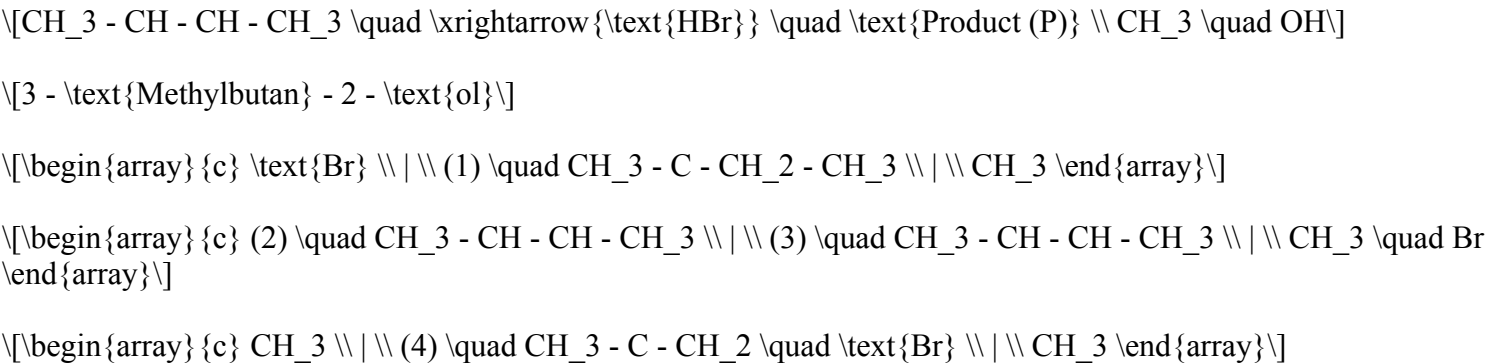 \[CH_3 - CH - CH - CH_3 \quad \xrightarrow{\text{HBr}} \quad \text{Product (P)} \\ CH_3 \quad OH\]
\[3 - \text{Methylbutan} - 2 - \text{ol}\]
\[\begin{array}{c} \text{Br} \\ | \\ (1) \quad CH_3 - C - CH_2 - CH_3 \\ | \\ CH_3 \end{array}\]
\[\begin{array}{c} (2) \quad CH_3 - CH - CH - CH_3 \\ | \\ (3) \quad CH_3 - CH - CH - CH_3 \\ | \\ CH_3 \quad Br
\end{array}\]
\[\begin{array}{c} CH_3 \\ | \\ (4) \quad CH_3 - C - CH_2 \quad \text{Br} \\ | \\ CH_3 \end{array}\]